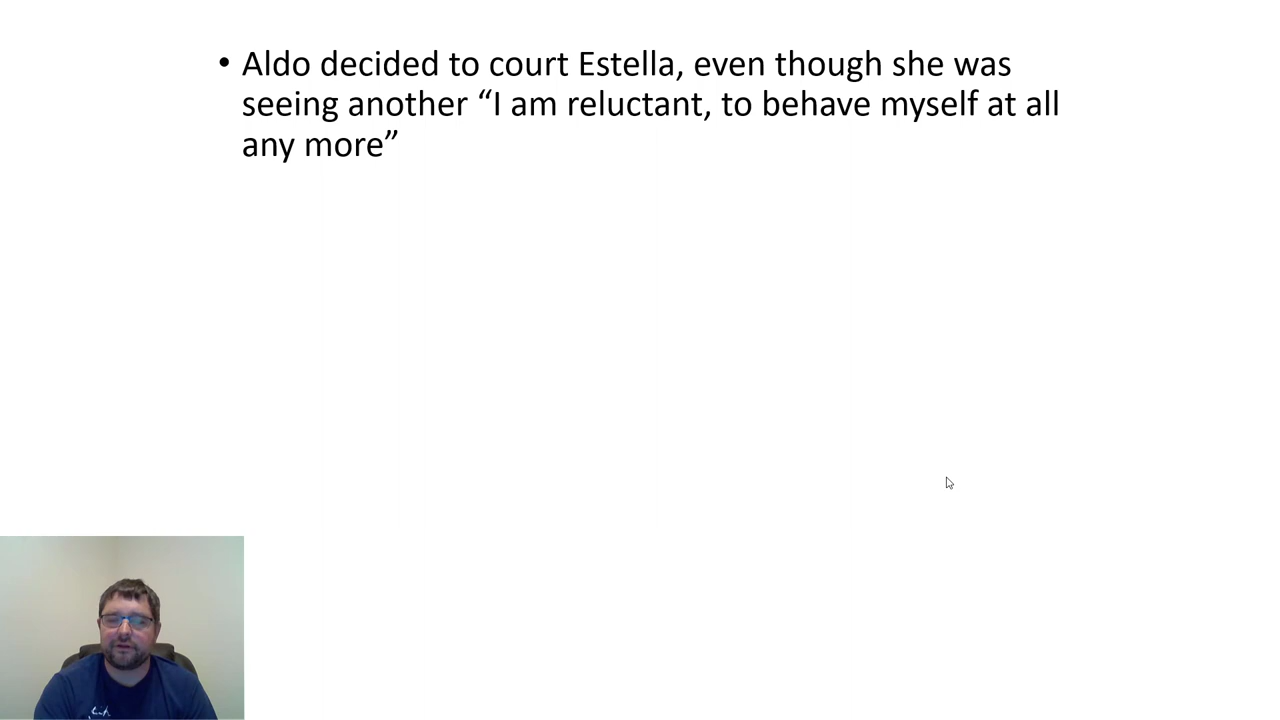 • Aldo decided to court Estella, even though she was
seeing another “I am reluctant, to behave myself at all
any more”